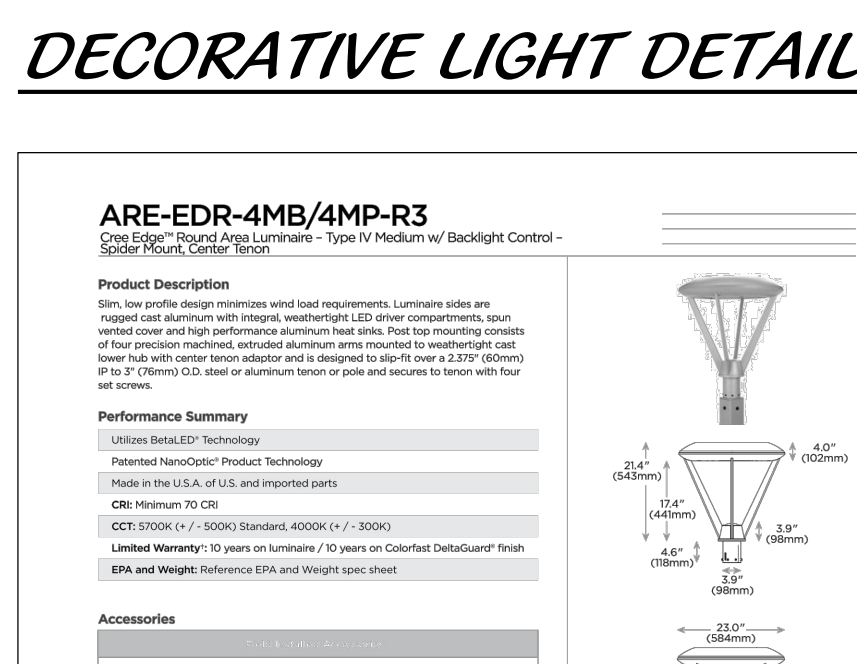 DECORATIVE LIGHT DETAIL
ARE-EDR-4MB/4MP-R3
Cree Edge™ Round Area Luminaire – Type IV Medium w/ Backlight Control –
Spider Mount, Center Tenon
Product Description
Slim, low profile design minimizes wind load requirements. Luminaire sides are
rugged cast aluminum with integral, weathertight LED driver compartments, spun
vented cover and high performance aluminum heat sinks. Post top mounting consists
of four precision machined, extruded aluminum arms mounted to weathertight cast
lower hub with center tenon adaptor and is designed to slip-fit over a 2.375" (60mm)
IP to 3" (76mm) O.D. steel or aluminum tenon or pole and secures to tenon with four
set screws.
Performance Summary
Utilizes BetaLED® Technology
Patented NanoOptic® Product Technology
Made in the U.S.A. of U.S. and imported parts
CRI: Minimum 70 CRI
CCT: 5700K (+ / - 500K) Standard, 4000K (+ / - 300K)
Limited Warranty†: 10 years on luminaire / 10 years on Colorfast DeltaGuard® finish
EPA and Weight: Reference EPA and Weight spec sheet
Accessories
4.0"
(102mm)
21.4"
(543mm)
17.4"
(441mm)
3.9"
(98mm)
4.6"
(118mm)
3.9"
(98mm)
23.0"
(584mm)